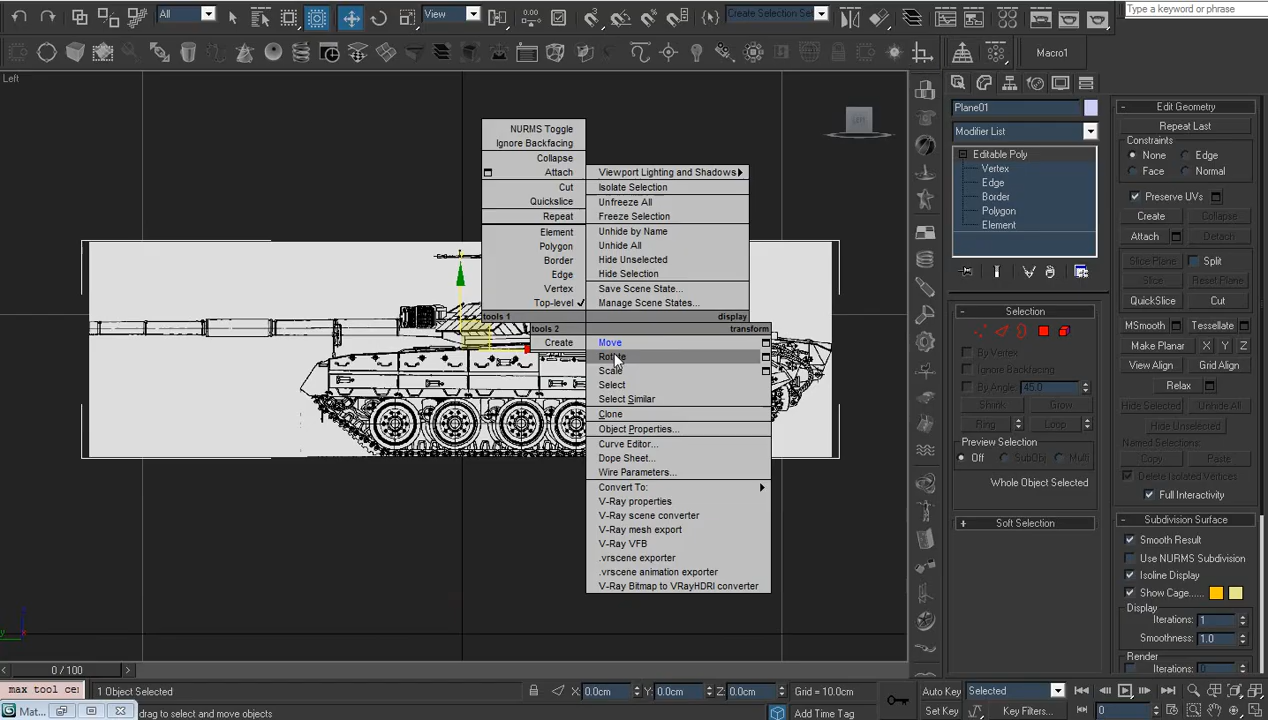 All
View
Create Selection Set
Type a keyword or phrase
Macro1
Left
NURMS Toggle
Ignore Backfacing
Collapse
Attach
Cut
Quickslice
Repeat
Element
Polygon
Border
Edge
Vertex
Top-level
tools 1
tools 2
Create
Viewport Lighting and Shadows
Isolate Selection
Unfreeze All
Freeze Selection
Unhide by Name
Unhide All
Hide Unselected
Hide Selection
Save Scene State...
Manage Scene States...
display
transform
Move
Rotate
Scale
Select
Select Similar
Clone
Object Properties...
Curve Editor...
Dope Sheet...
Wire Parameters...
Convert To:
V-Ray properties
V-Ray scene converter
V-Ray mesh export
V-Ray VFB
.vrscene exporter
.vrscene animation exporter
V-Ray Bitmap to VRayHDRI converter
Plane01
Modifier List
Editable Poly
Vertex
Edge
Border
Polygon
Element
Selection
By Vertex
Ignore Backfacing
By Angle: 45.0
Shrink Grow
Ring Loop
Preview Selection
Off SubObj Multi
Whole Object Selected
Soft Selection
Edit Geometry
Repeat Last
Constraints
None Edge
Face Normal
Preserve UVs
Create Collapse
Attach Detach
Slice Plane Split
Slice Reset Plane
QuickSlice Cut
MSmooth Tessellate
Make Planar X Y Z
View Align Grid Align
Relax
Hide Selected Unhide All
Hide Unselected
Named Selections:
Copy Paste
Delete Isolated Vertices
Full Interactivity
Subdivision Surface
Smooth Result
Use NURMS Subdivision
Isoline Display
Show Cage......
Display
Iterations: 1
Smoothness: 1.0
Render
Iterations:
0 / 100
max tool ce
1 Object Selected
X: 0.0cm Y: 0.0cm Z: 0.0cm
Grid = 10.0cm
Auto Key Selected
Mat...
drag to select and move objects
Add Time Tag
Set Key Key Filters...
0